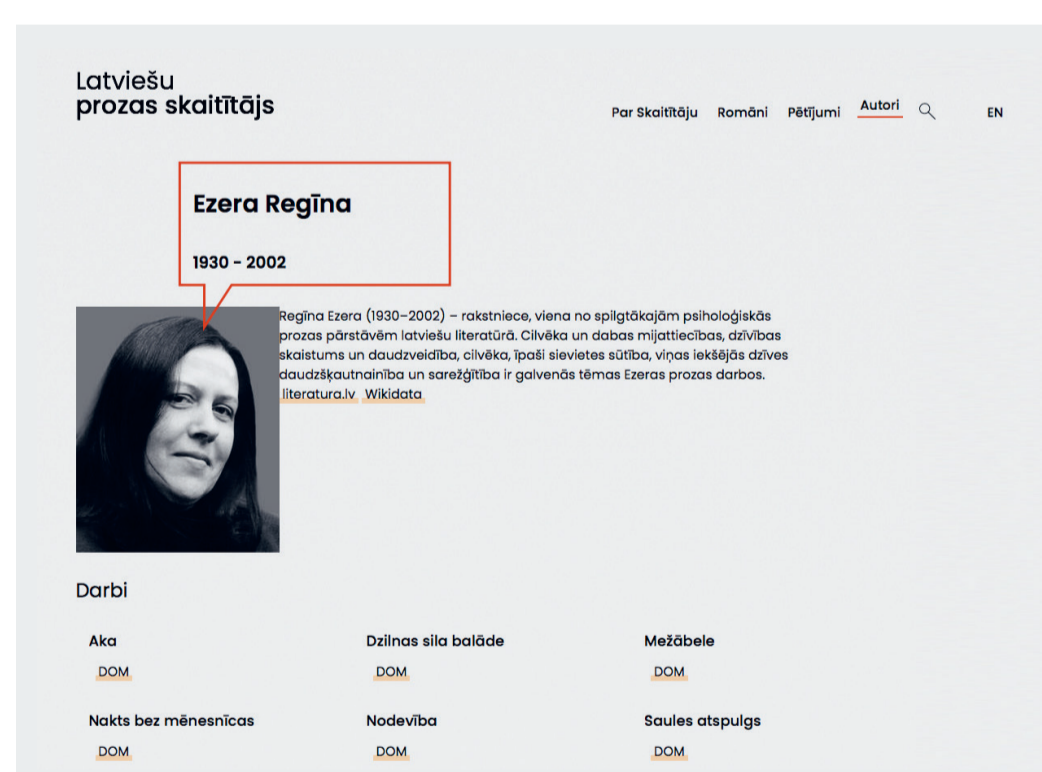 Latviešu
prozas skaitītājs
Par Skaitītāju Romāni Pētījumi Autori EN
Ezera Regīna
1930 - 2002
Regīna Ezera (1930–2002) – rakstniece, viena no spilgtākajām psiholoģiskās
prozas pārstāvēm latviešu literatūrā. Cilvēka un dabas mijattiecības, dzīvības
skaistums un daudzveidība, cilvēka, īpaši sievietes sūtība, viņas iekšējās dzīves
daudzšķautnainība un sarežģītība ir galvenās tēmas Ezeras prozas darbos.
literatura.lv Wikidata
Darbi
Aka Dzilnas sila balāde Mežābele
DOM DOM DOM
Nakts bez mēnesnīcas Nodevība Saules atspulgs
DOM DOM DOM